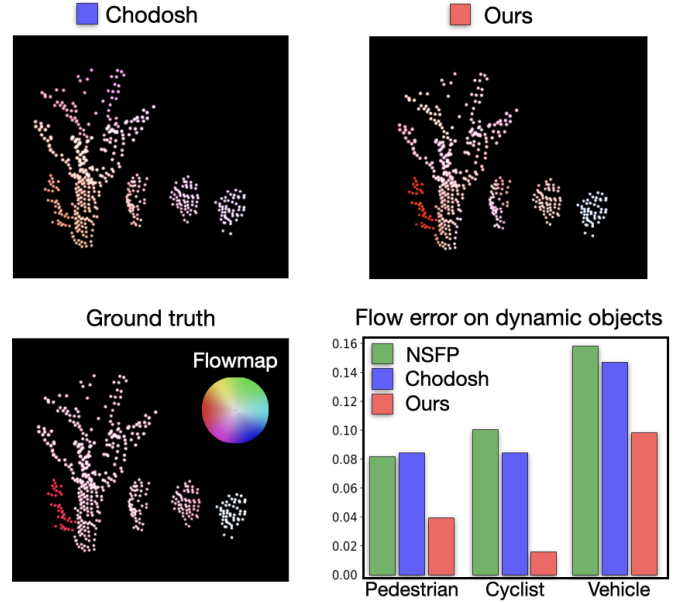 Chodosh
Ours
Ground truth
Flowmap
Flow error on dynamic objects
0.16
0.14
0.12
0.10
0.08
0.06
0.04
0.02
0.00
NSFP
Chodosh
Ours
Pedestrian Cyclist Vehicle